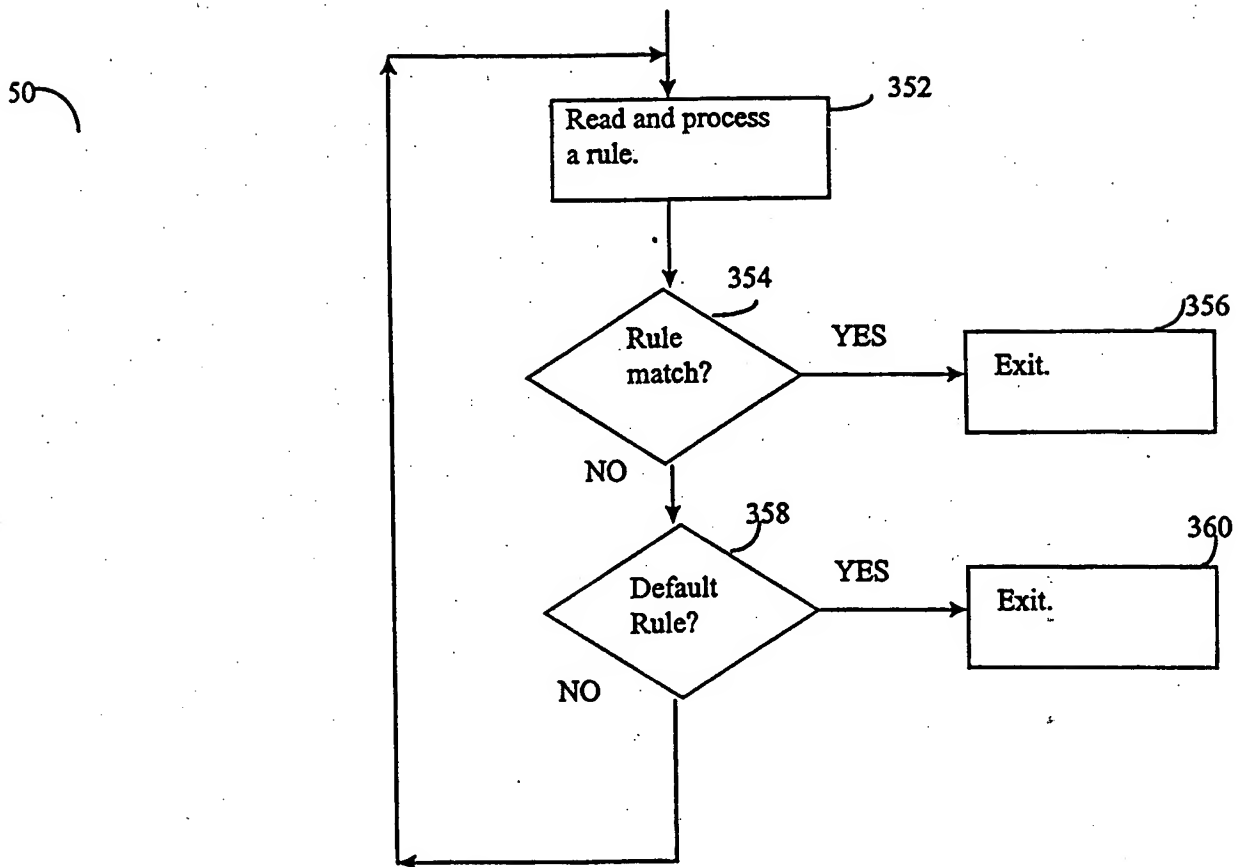 50
352
Read and process
a rule.
354
356
Rule
match?
YES
Exit.
NO
358
360
Default
Rule?
YES
Exit.
NO